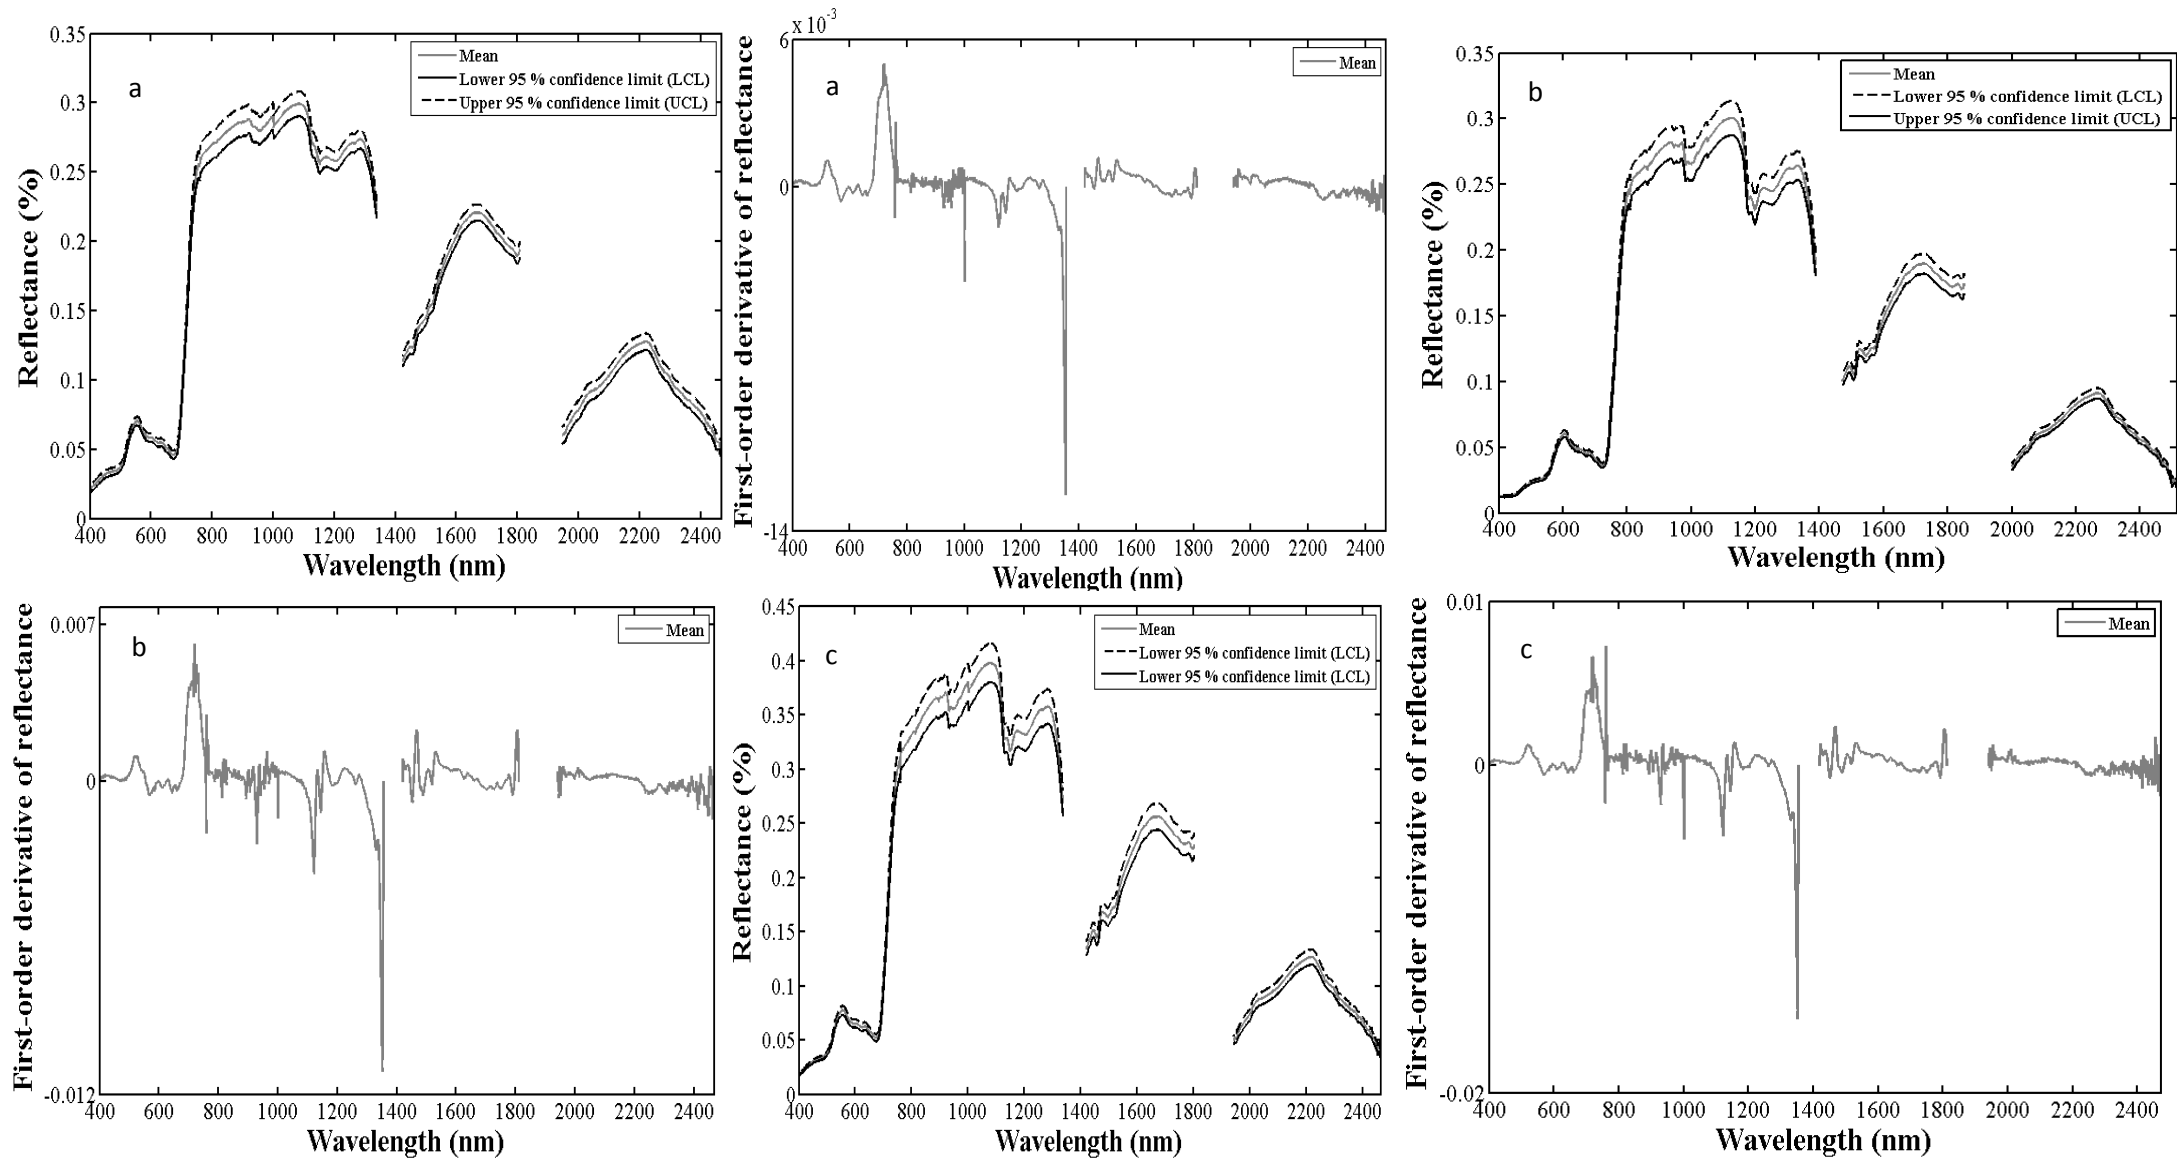 0.35
0.3
0.25
0.2
0.15
0.1
0.05
0
Reflectance (%)
a
Mean
Lower 95 % confidence limit (LCL)
Upper 95 % confidence limit (UCL)
400 600 800 1000 1200 1400 1600 1800 2000 2200 2400
Wavelength (nm)
x 10-3
6
0
-14
First-order derivative of reflectance
a
Mean
400 600 800 1000 1200 1400 1600 1800 2000 2200 2400
Wavelength (nm)
0.35
0.3
0.25
0.2
0.15
0.1
0.05
0
Reflectance (%)
b
Mean
Lower 95 % confidence limit (LCL)
Upper 95 % confidence limit (UCL)
400 600 800 1000 1200 1400 1600 1800 2000 2200 2400
Wavelength (nm)
0.007
0
-0.012
First-order derivative of reflectance
b
Mean
400 600 800 1000 1200 1400 1600 1800 2000 2200 2400
Wavelength (nm)
0.45
0.4
0.35
0.3
0.25
0.2
0.15
0.1
0.05
0
Reflectance (%)
c
Mean
Lower 95 % confidence limit (LCL)
Lower 95 % confidence limit (LCL)
400 600 800 1000 1200 1400 1600 1800 2000 2200 2400
Wavelength (nm)
0.01
0
-0.02
First-order derivative of reflectance
c
Mean
400 600 800 1000 1200 1400 1600 1800 2000 2200 2400
Wavelength (nm)